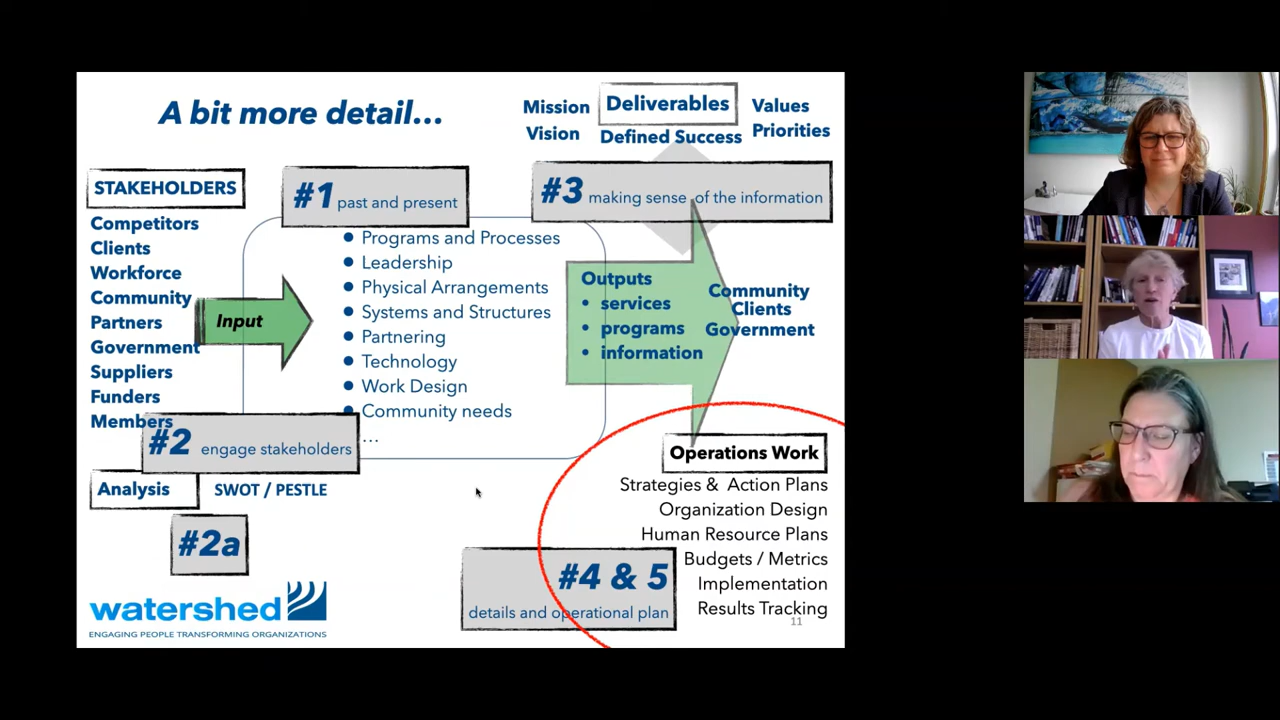 A bit more detail…
Mission
Vision
Deliverables
Defined Success
Values
Priorities
STAKEHOLDERS
Competitors
Clients
Workforce
Community
Partners
Government
Suppliers
Funders
Members
#1 past and present
Input
● Programs and Processes
● Leadership
● Physical Arrangements
● Systems and Structures
● Partnering
● Technology
● Work Design
● Community needs
…
#2 engage stakeholders
Analysis
SWOT / PESTLE
#2a
#3 making sense of the information
Outputs
• services
• programs
• information
Community
Clients
Government
Operations Work
Strategies & Action Plans
Organization Design
Human Resource Plans
Budgets / Metrics
Implementation
Results Tracking
#4 & 5
details and operational plan
11
watershed
ENGAGING PEOPLE TRANSFORMING ORGANIZATIONS